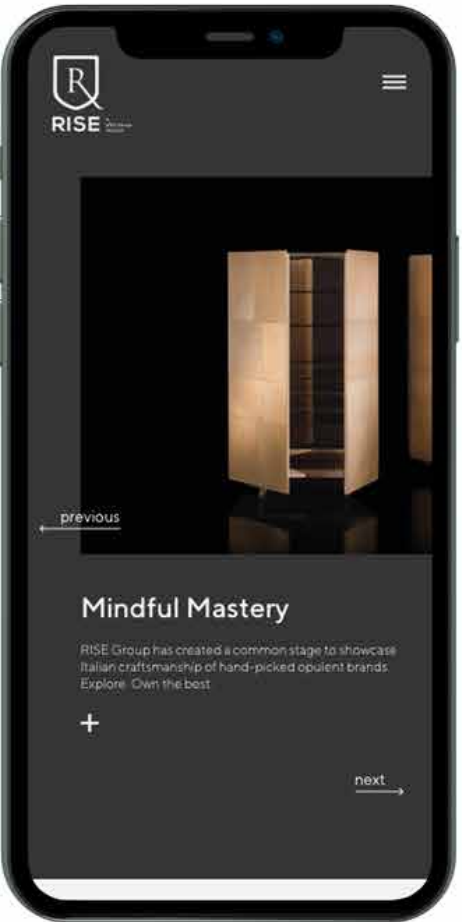 R
RISE
previous
Mindful Mastery
RISE Group has created a common stage to showcase
Italian craftsmanship of hand-picked opulent brands.
Explore. Own the best
next